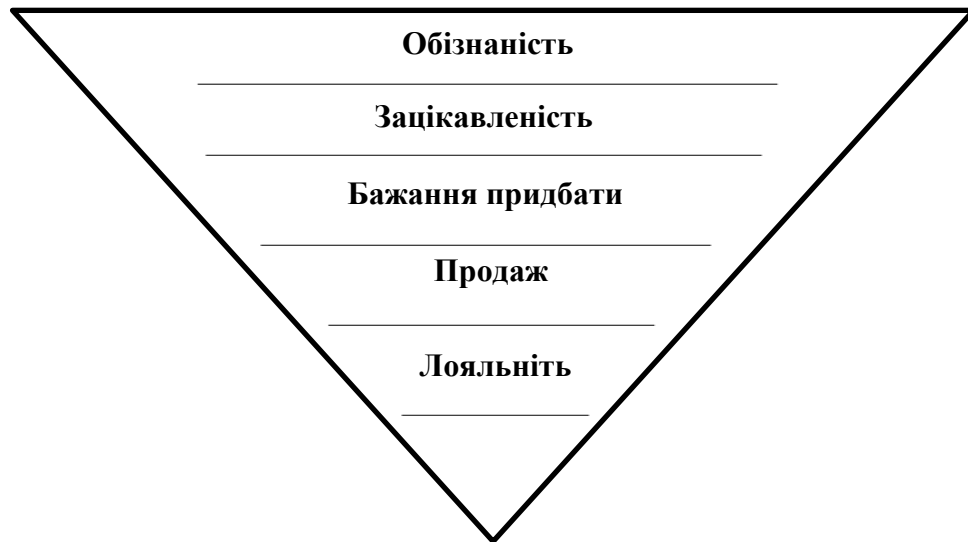 Обізнаність
Зацікавленість
Бажання придбати
Продаж
Лояльніть